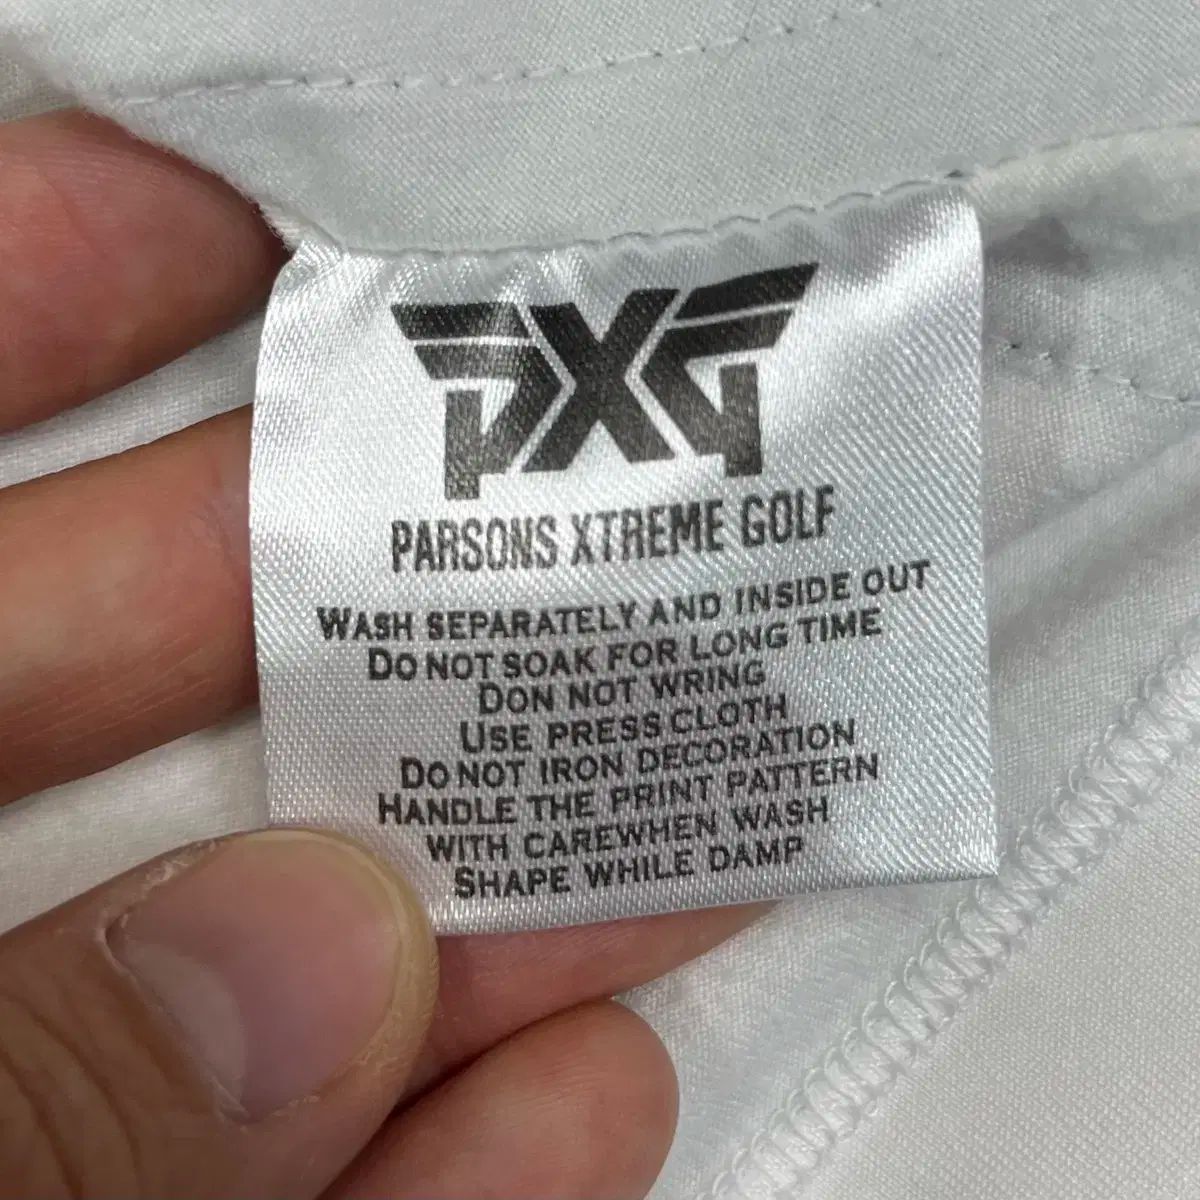 PXG
PARSONS XTREME GOLF
WASH SEPARATELY AND INSIDE OUT
DO NOT SOAK FOR LONG TIME
DON NOT WRING
USE PRESS CLOTH
DO NOT IRON DECORATION
HANDLE THE PRINT PATTERN
WITH CAREWHEN WASH
SHAPE WHILE DAMP